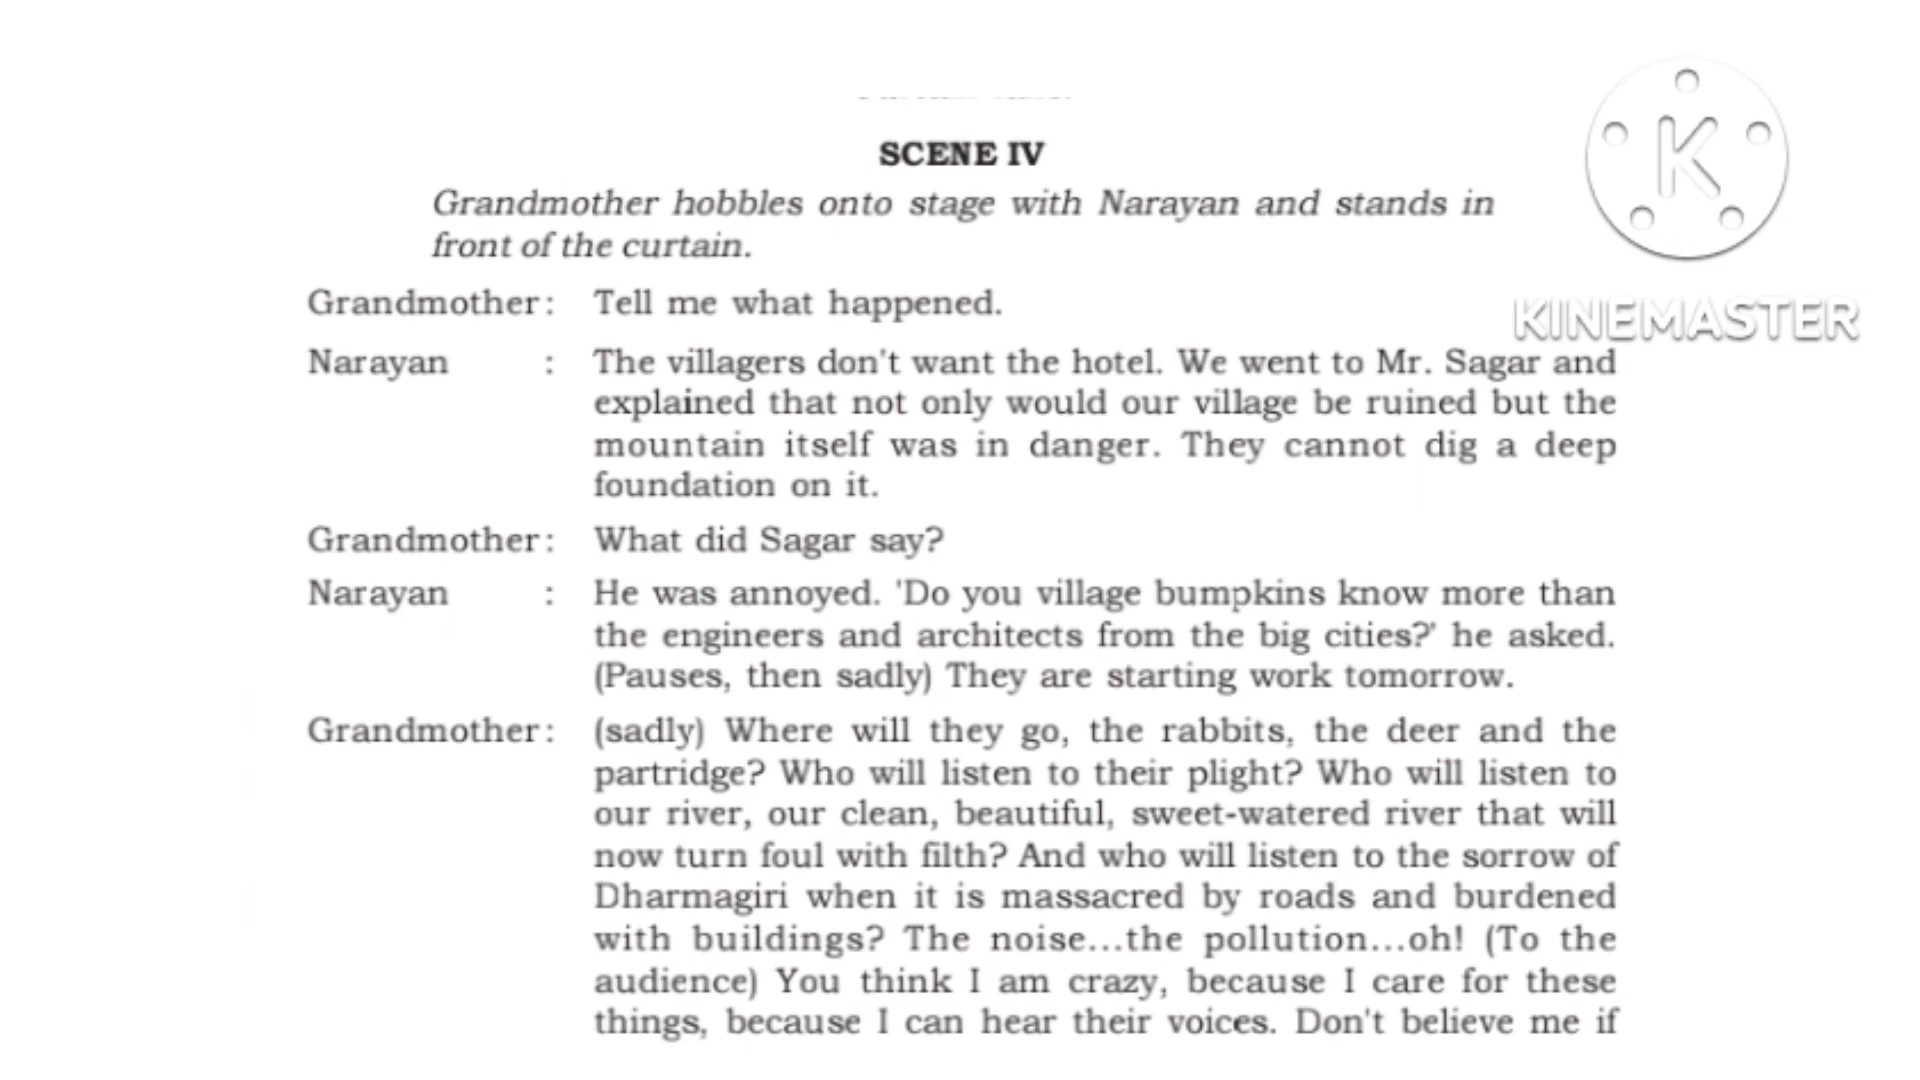 SCENE IV
Grandmother hobbles onto stage with Narayan and stands in
front of the curtain.
Grandmother: Tell me what happened.
Narayan : The villagers don't want the hotel. We went to Mr. Sagar and
explained that not only would our village be ruined but the
mountain itself was in danger. They cannot dig a deep
foundation on it.
Grandmother: What did Sagar say?
Narayan : He was annoyed. 'Do you village bumpkins know more than
the engineers and architects from the big cities?' he asked.
(Pauses, then sadly) They are starting work tomorrow.
Grandmother: (sadly) Where will they go, the rabbits, the deer and the
partridge? Who will listen to their plight? Who will listen to
our river, our clean, beautiful, sweet-watered river that will
now turn foul with filth? And who will listen to the sorrow of
Dharmagiri when it is massacred by roads and burdened
with buildings? The noise...the pollution...oh! (To the
audience) You think I am crazy, because I care for these
things, because I can hear their voices. Don't believe me if
K
KINEMASTER